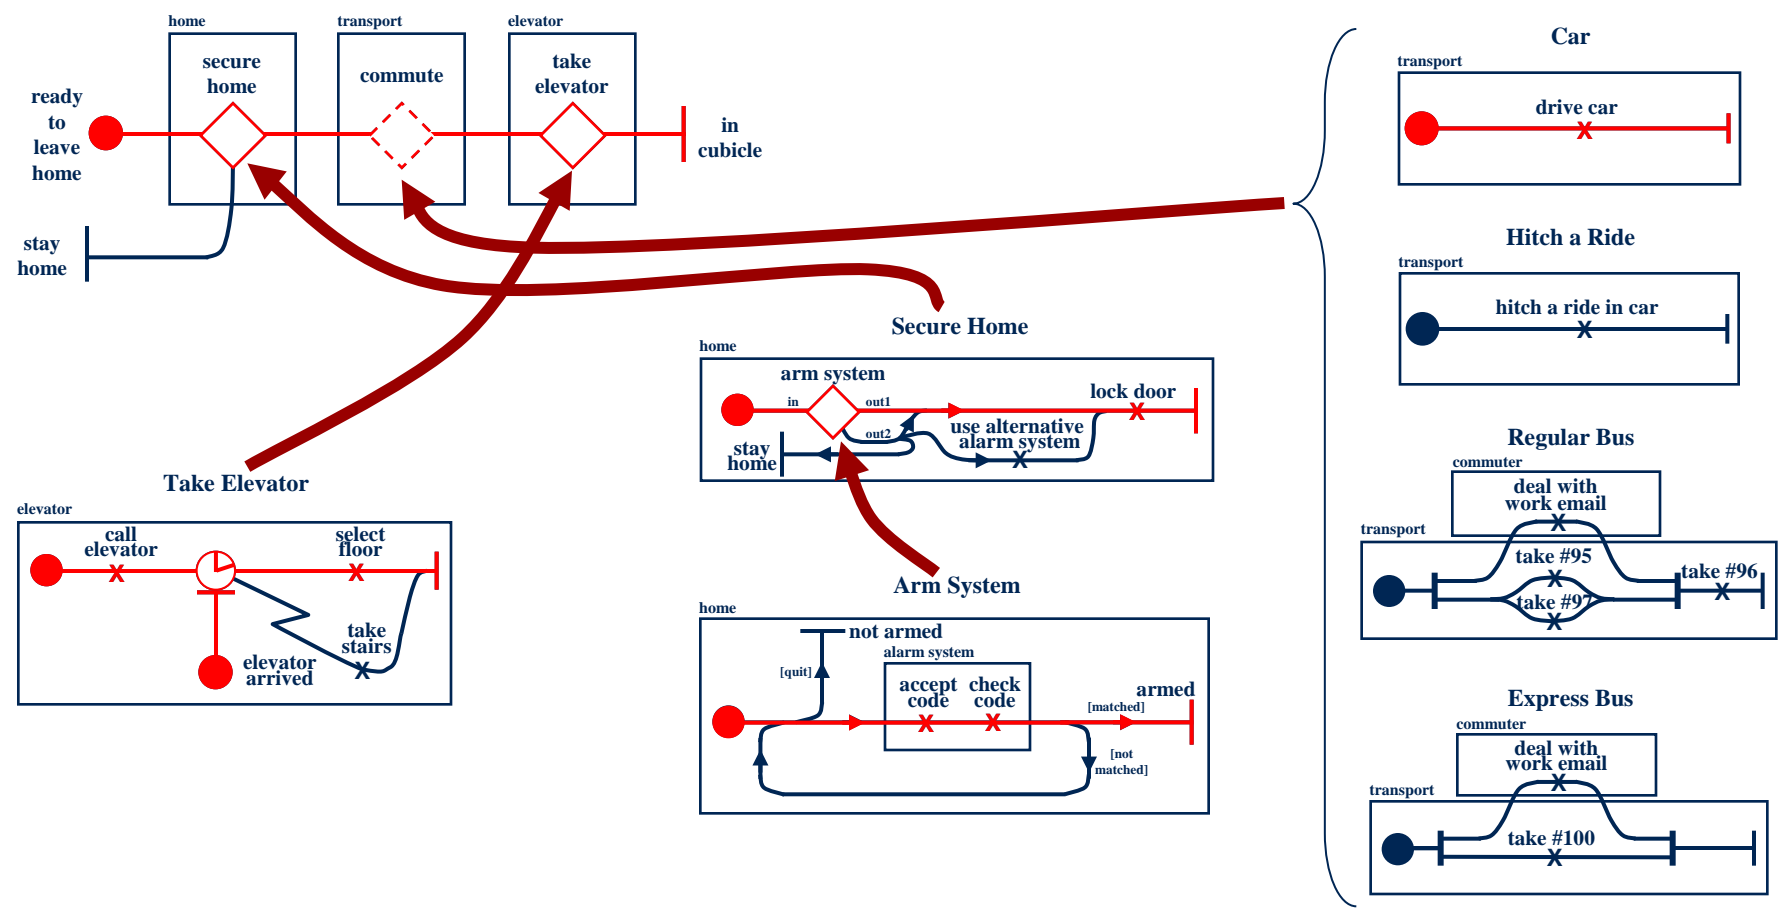 home
transport
elevator
secure
home
commute
take
elevator
ready
to
leave
home
in
cubicle
stay
home
Car
transport
drive car
Hitch a Ride
transport
hitch a ride in car
Secure Home
home
arm system
in
out1
lock door
out2
use alternative
alarm system
stay
home
Regular Bus
commuter
deal with
work email
transport
take #95
take #96
take #97
Take Elevator
elevator
call
elevator
select
floor
take
stairs
elevator
arrived
Arm System
home
not armed
alarm system
[quit]
accept
code
check
code
armed
[matched]
[not
matched]
Express Bus
commuter
deal with
work email
transport
take #100